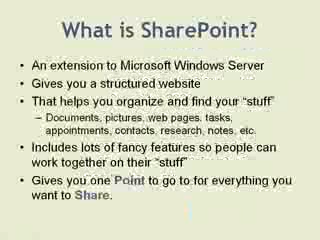 What is SharePoint?
• An extension to Microsoft Windows Server
• Gives you a structured website
• That helps you organize and find your “stuff”
– Documents, pictures, web pages, tasks,
appointments, contacts, research, notes, etc.
• Includes lots of fancy features so people can
work together on their “stuff”
• Gives you one Point to go to for everything you
want to Share.